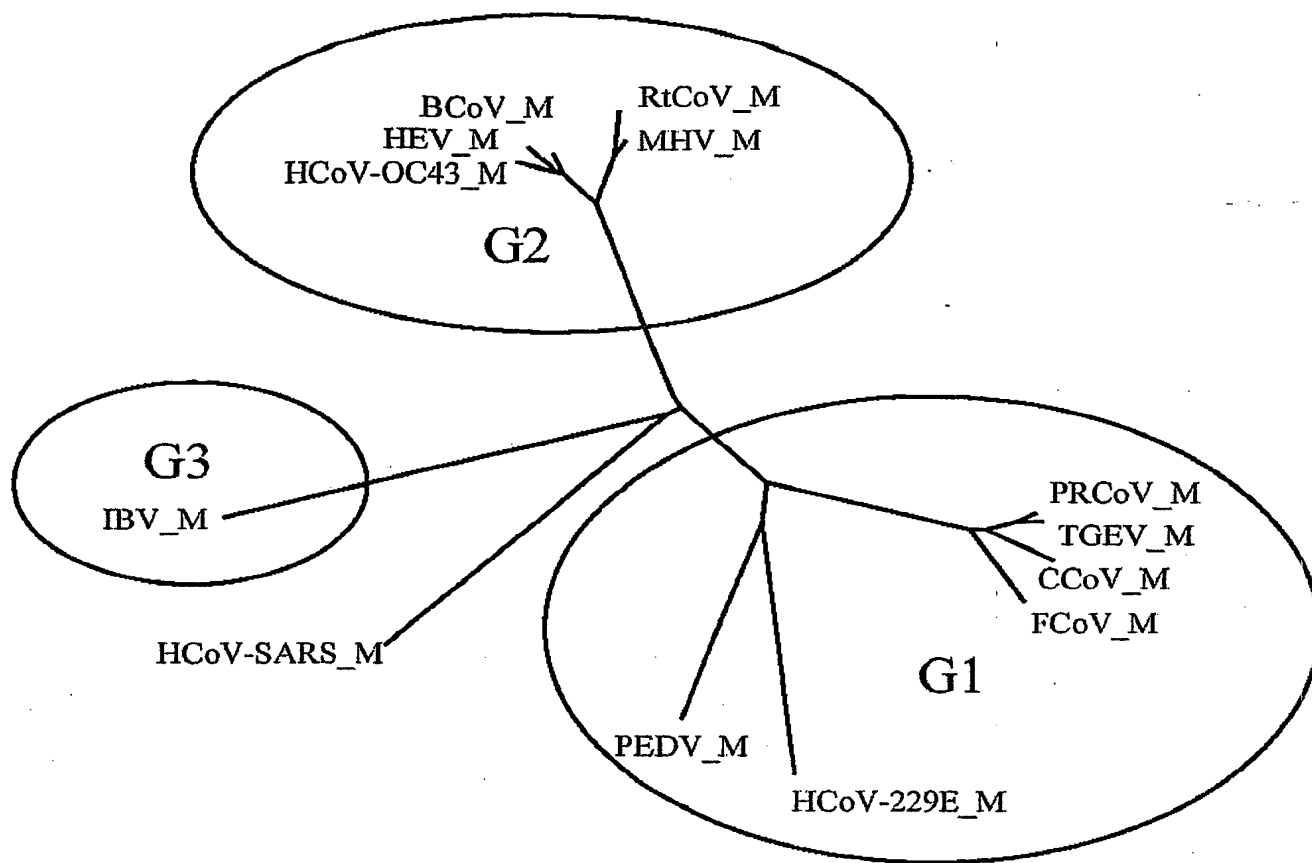 BCoV_M
RtCoV_M
HEV_M
MHV_M
HCoV-OC43_M
G2
G3
IBV_M
PRCoV_M
TGEV_M
CCoV_M
FCoV_M
HCoV-SARS_M
G1
PEDV_M
HCoV-229E_M